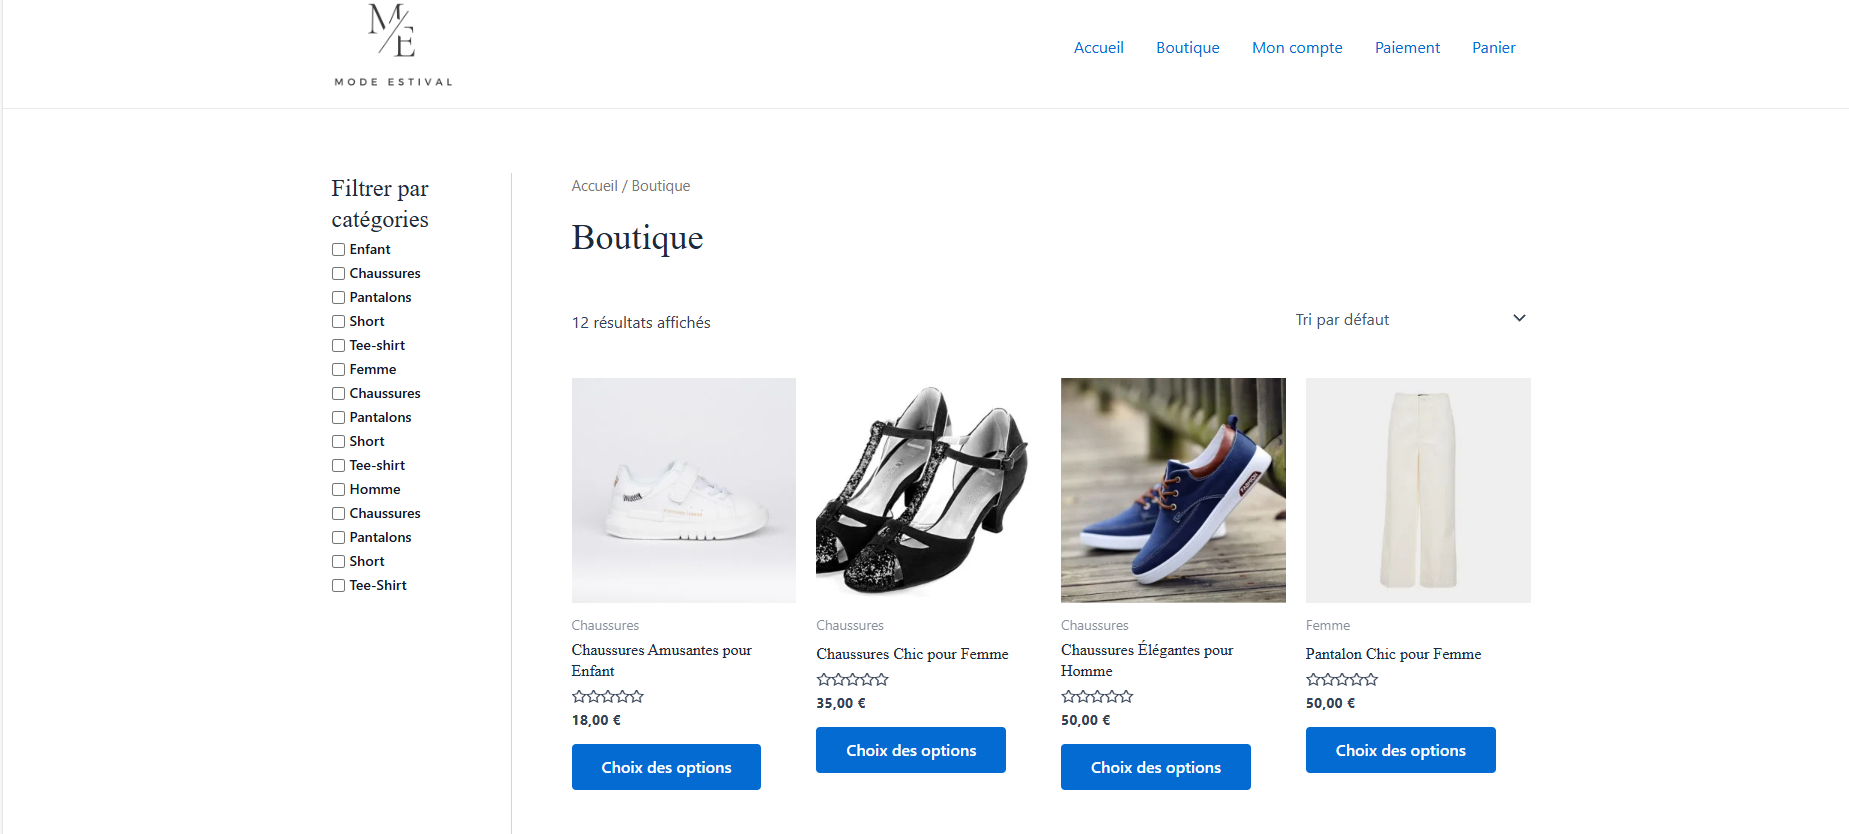 M
E
MODE ESTIVAL
Accueil
Boutique
Mon compte
Paiement
Panier
Filtrer par
catégories
Enfant
Chaussures
Pantalons
Short
Tee-shirt
Femme
Chaussures
Pantalons
Short
Tee-shirt
Homme
Chaussures
Pantalons
Short
Tee-Shirt
Accueil / Boutique
Boutique
12 résultats affichés
Tri par défaut
Chaussures
Chaussures Amusantes pour
Enfant
18,00 €
Choix des options
Chaussures
Chaussures Chic pour Femme
35,00 €
Choix des options
FASHION
Chaussures
Chaussures Élégantes pour
Homme
50,00 €
Choix des options
Femme
Pantalon Chic pour Femme
50,00 €
Choix des options